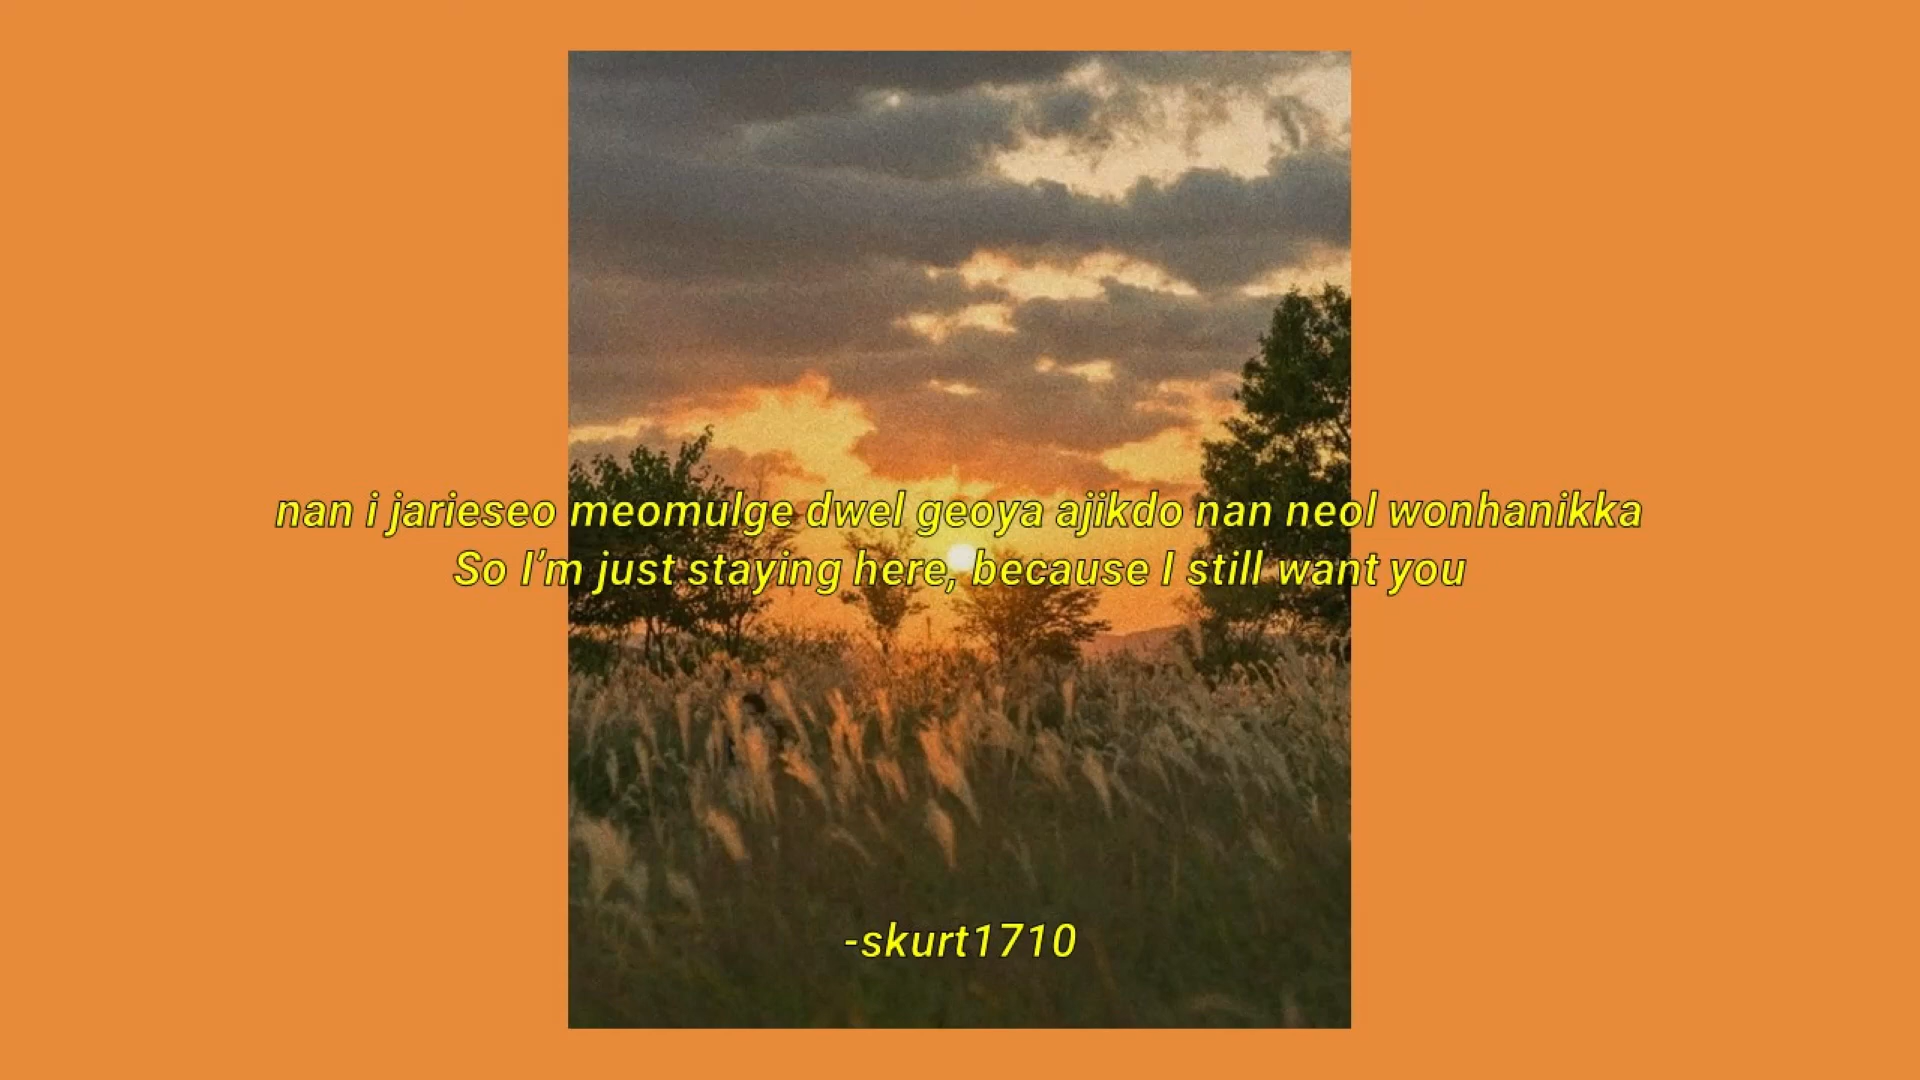 nan i jarieseo meomulge dwel geoya ajikdo nan neol wonhanikka
So I’m just staying here, because I still want you
-skurt1710